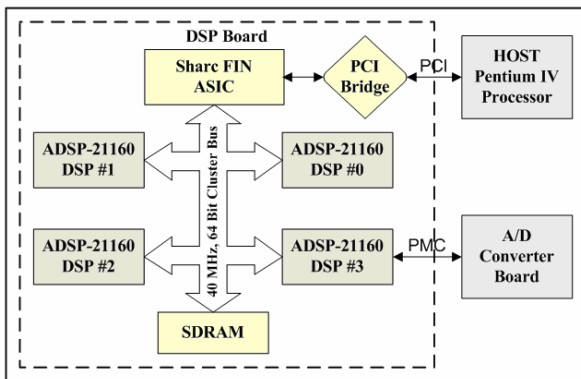 DSP Board
Sharc FIN
ASIC
PCI
Bridge
PCI
HOST
Pentium IV
Processor
ADSP-21160
DSP #1
ADSP-21160
DSP #0
40 MHz, 64 Bit Cluster Bus
ADSP-21160
DSP #2
ADSP-21160
DSP #3
PMC
A/D
Converter
Board
SDRAM